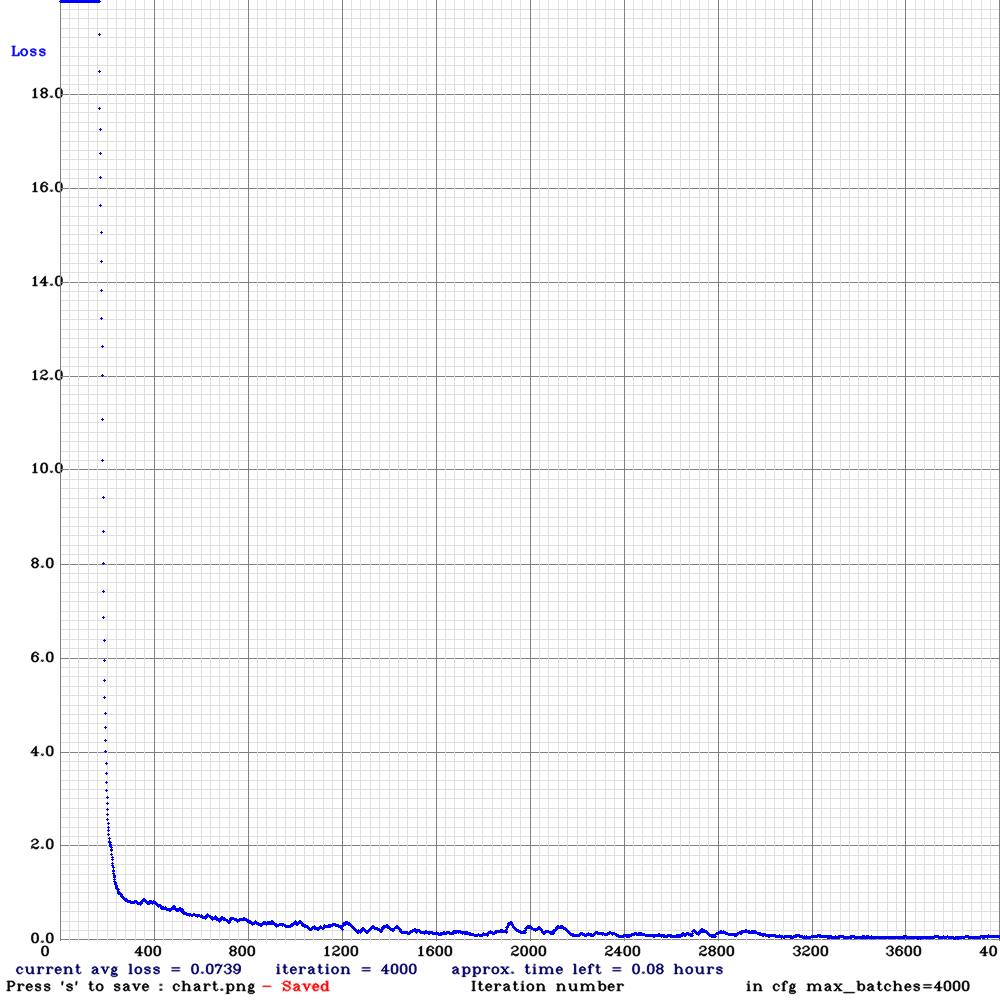 Loss
18.0
16.0
14.0
12.0
10.0
8.0
6.0
4.0
2.0
0.0
0 400 800 1200 1600 2000 2400 2800 3200 3600 40
current avg loss = 0.0739 iteration = 4000 approx. time left = 0.08 hours
Press 's' to save : chart.png - Saved Iteration number in cfg max_batches=4000